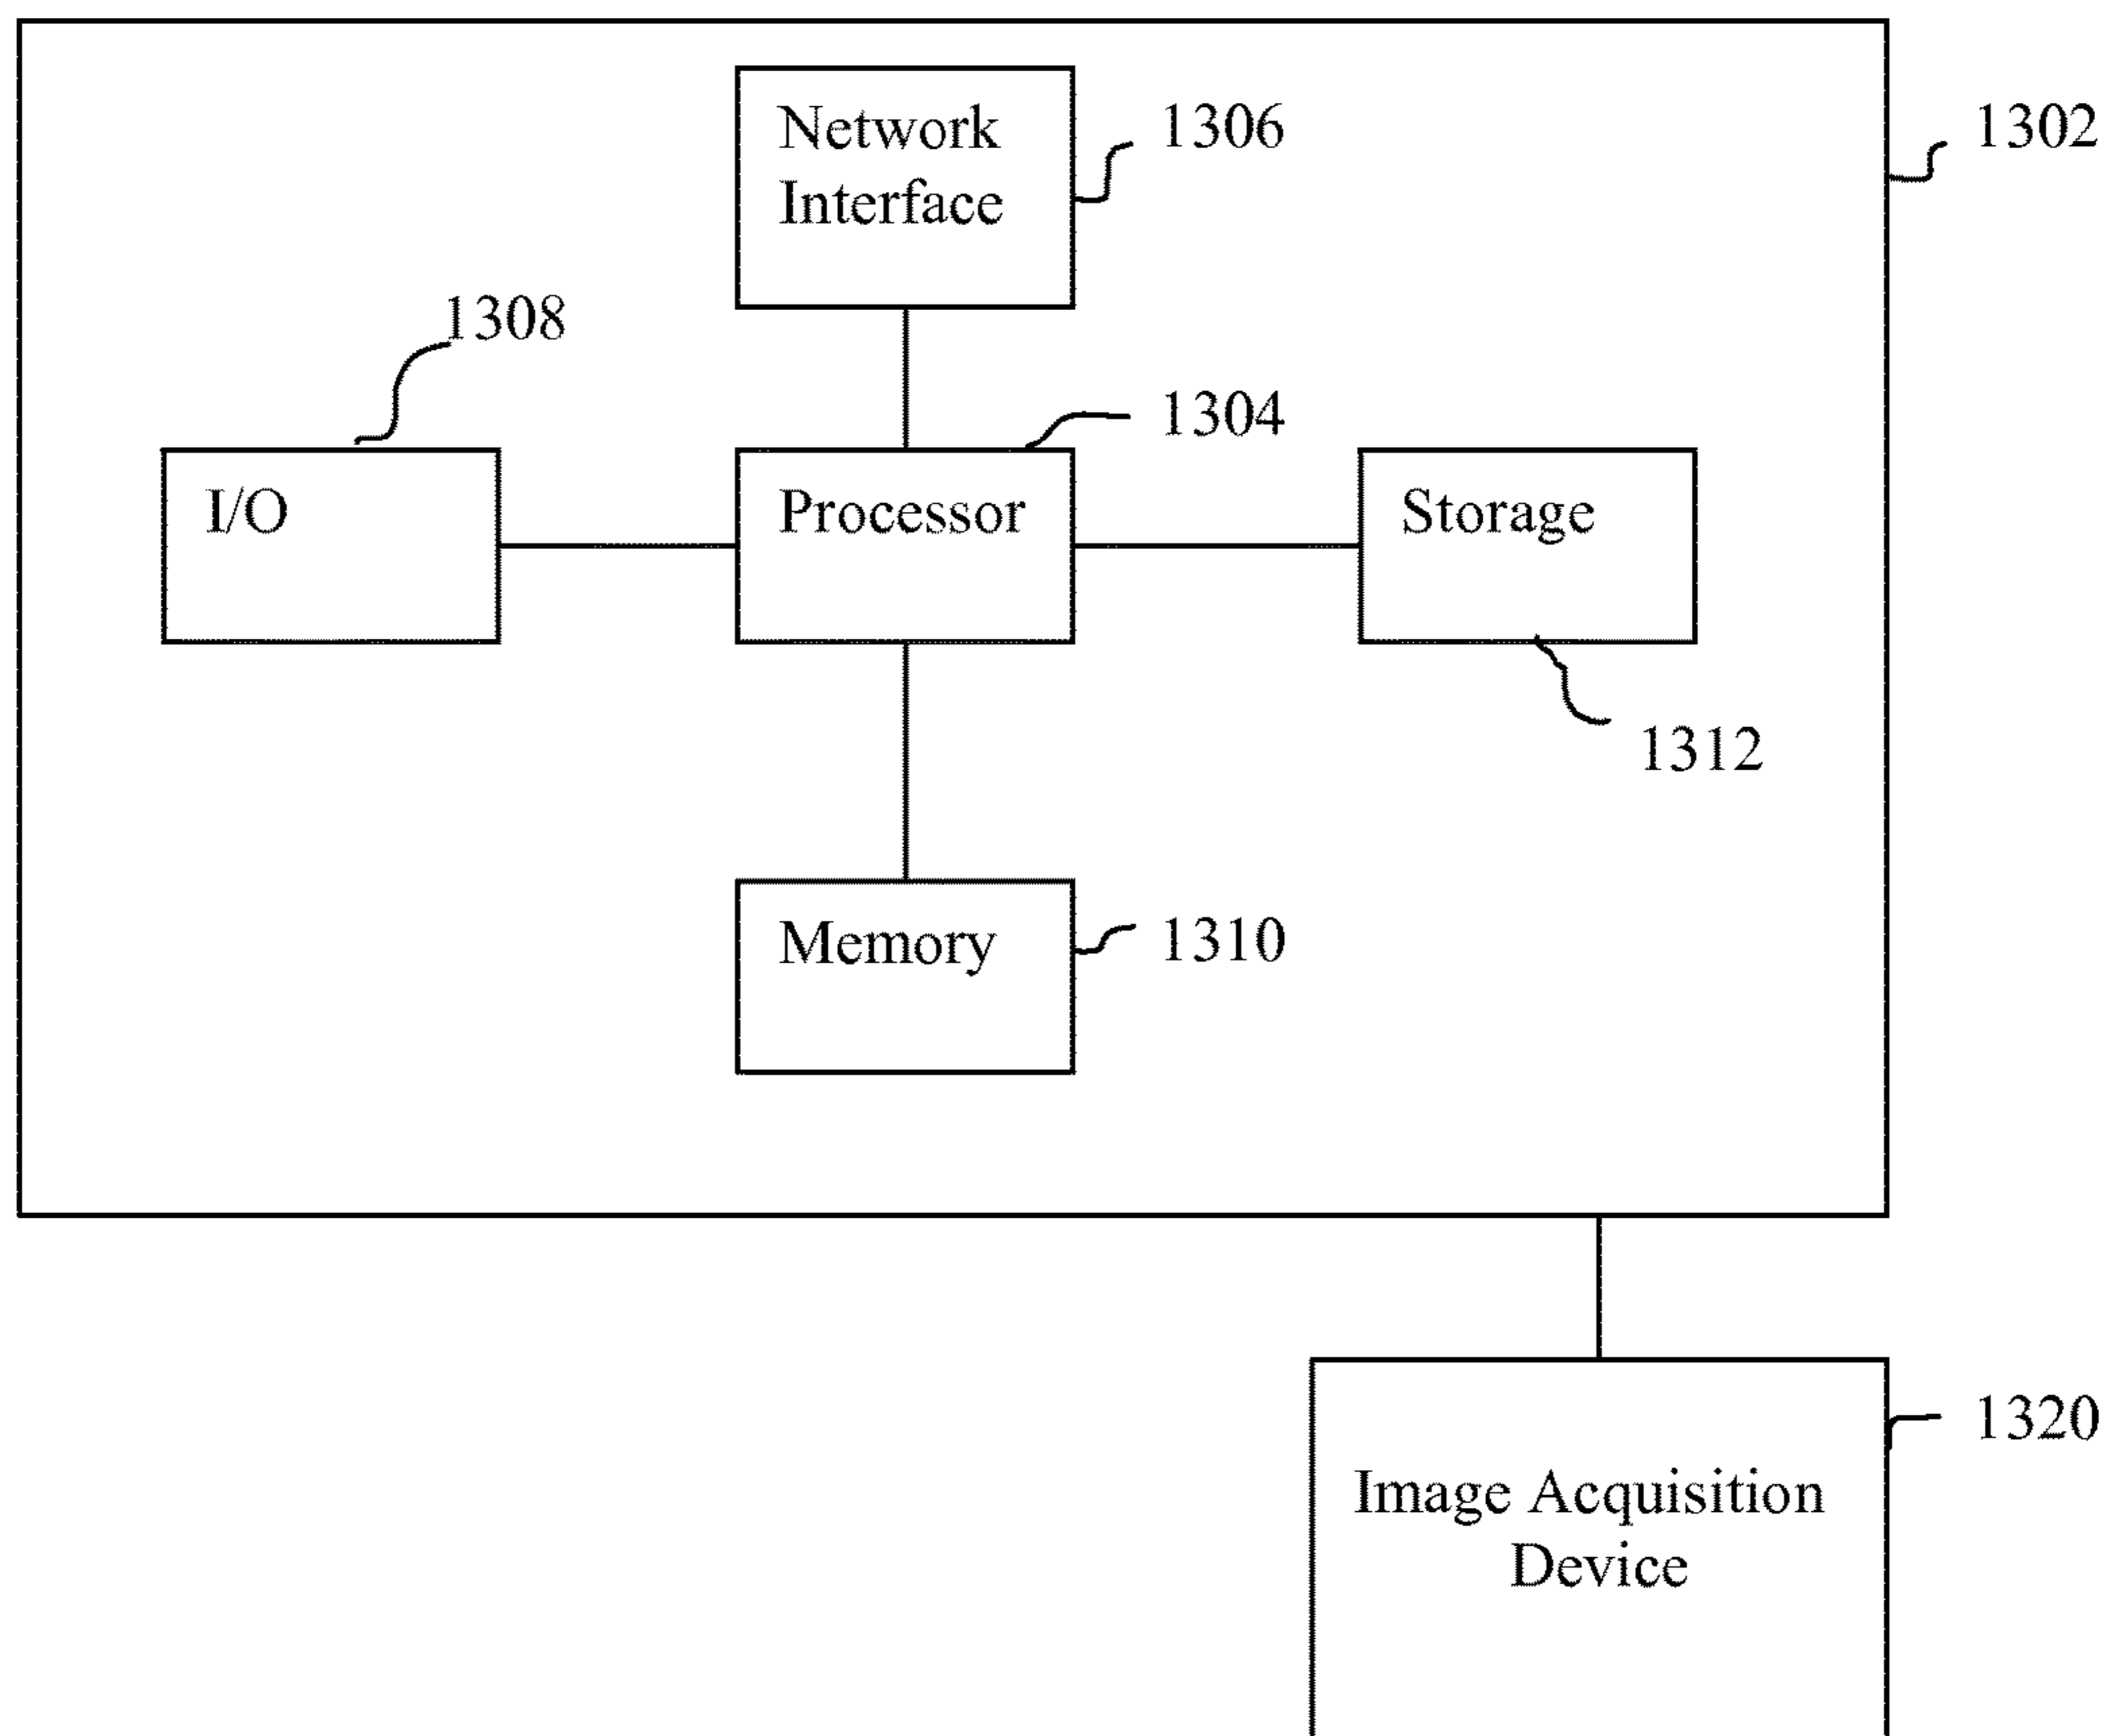 Network
Interface
1306
1302
1308
1304
I/O
Processor
Storage
1312
Memory
1310
1320
Image Acquisition
Device